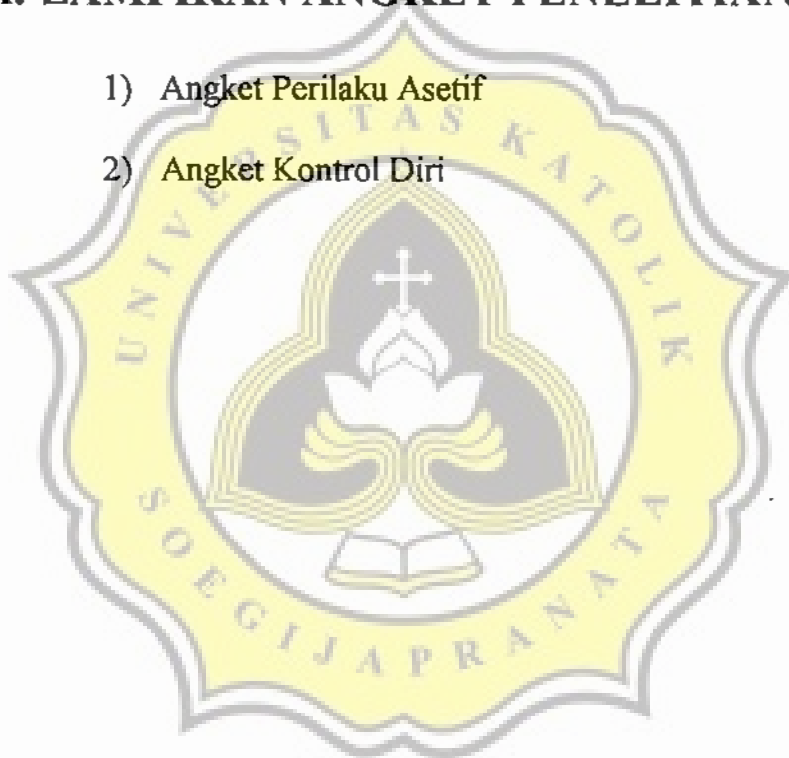 LAMPIRAN ANGKET PENELITIAN
1) Angket Perilaku Asetif
2) Angket Kontrol Diri
UNIVERSITAS KATOLIK
SOEGIJAPRANATA